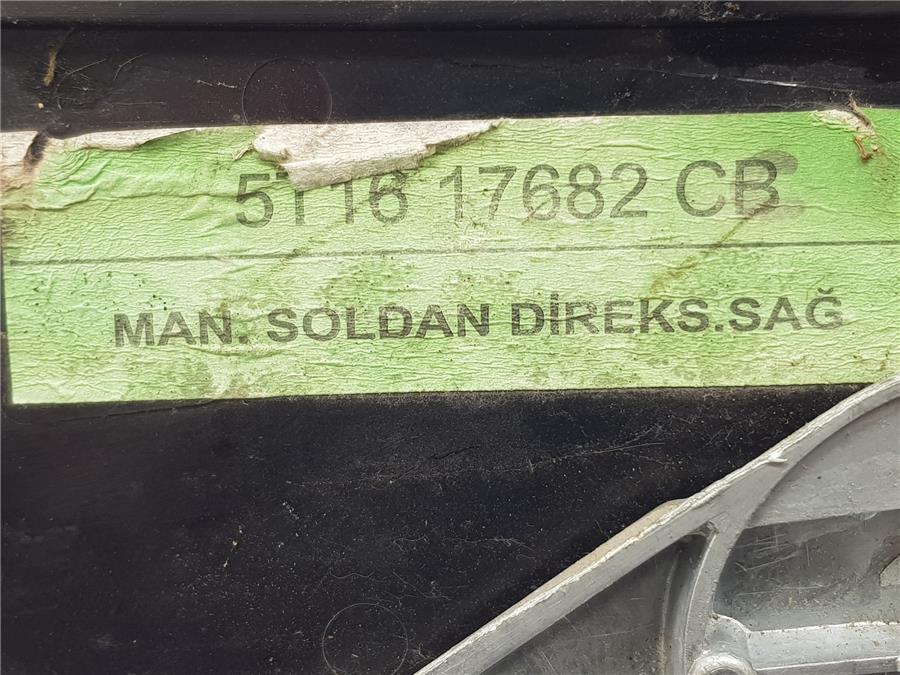 5T16 17682 CB
MAN. SOLDAN DİREKS.SAĞ